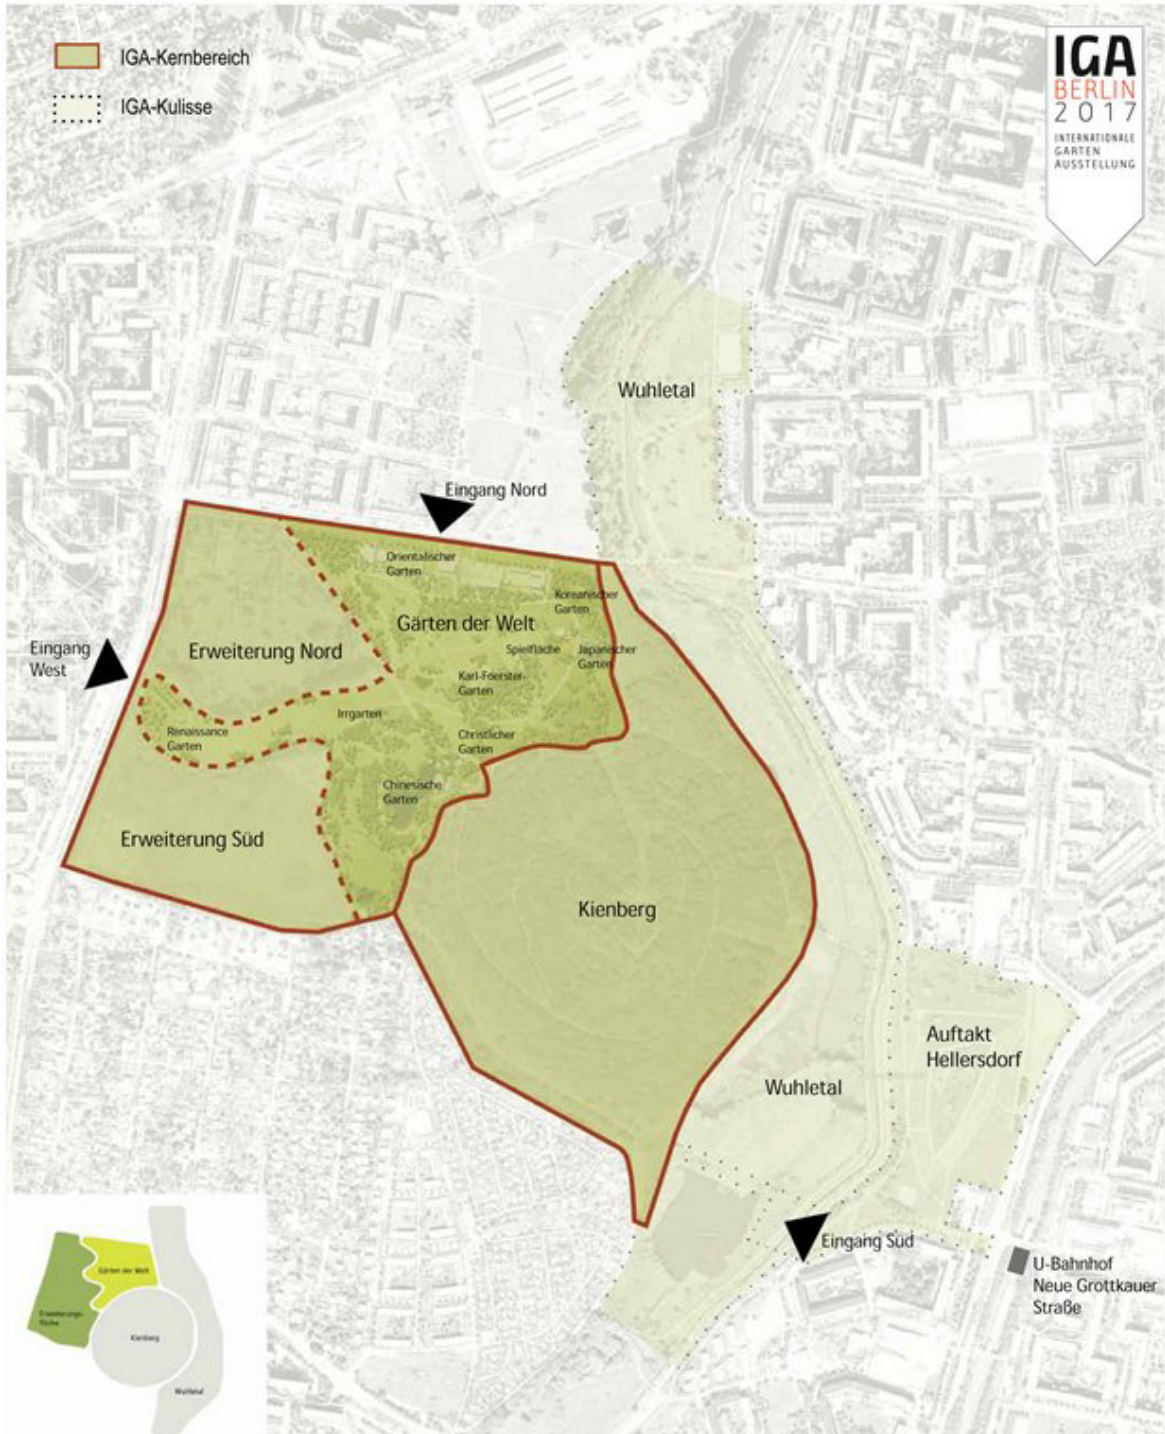 IGA-Kernbereich
IGA-Kulisse
IGA
BERLIN
2017
INTERNATIONALE
GARTEN
AUSSTELLUNG
Wuhletal
Eingang Nord
Orientalischer
Garten
Koreanischer
Garten
Gärten der Welt
Eingang
West
Erweiterung Nord
Spielfläche
Japanischer
Garten
Karl-Foerster-
Garten
Irrgarten
Renaissance
Garten
Christlicher
Garten
Chinesische
Garten
Erweiterung Süd
Kienberg
Auftakt
Hellersdorf
Wuhletal
Eingang Süd
U-Bahnhof
Neue Grottkauer
Straße
Gärten der Welt
Erweiterungs-
fläche
Kienberg
Wuhletal